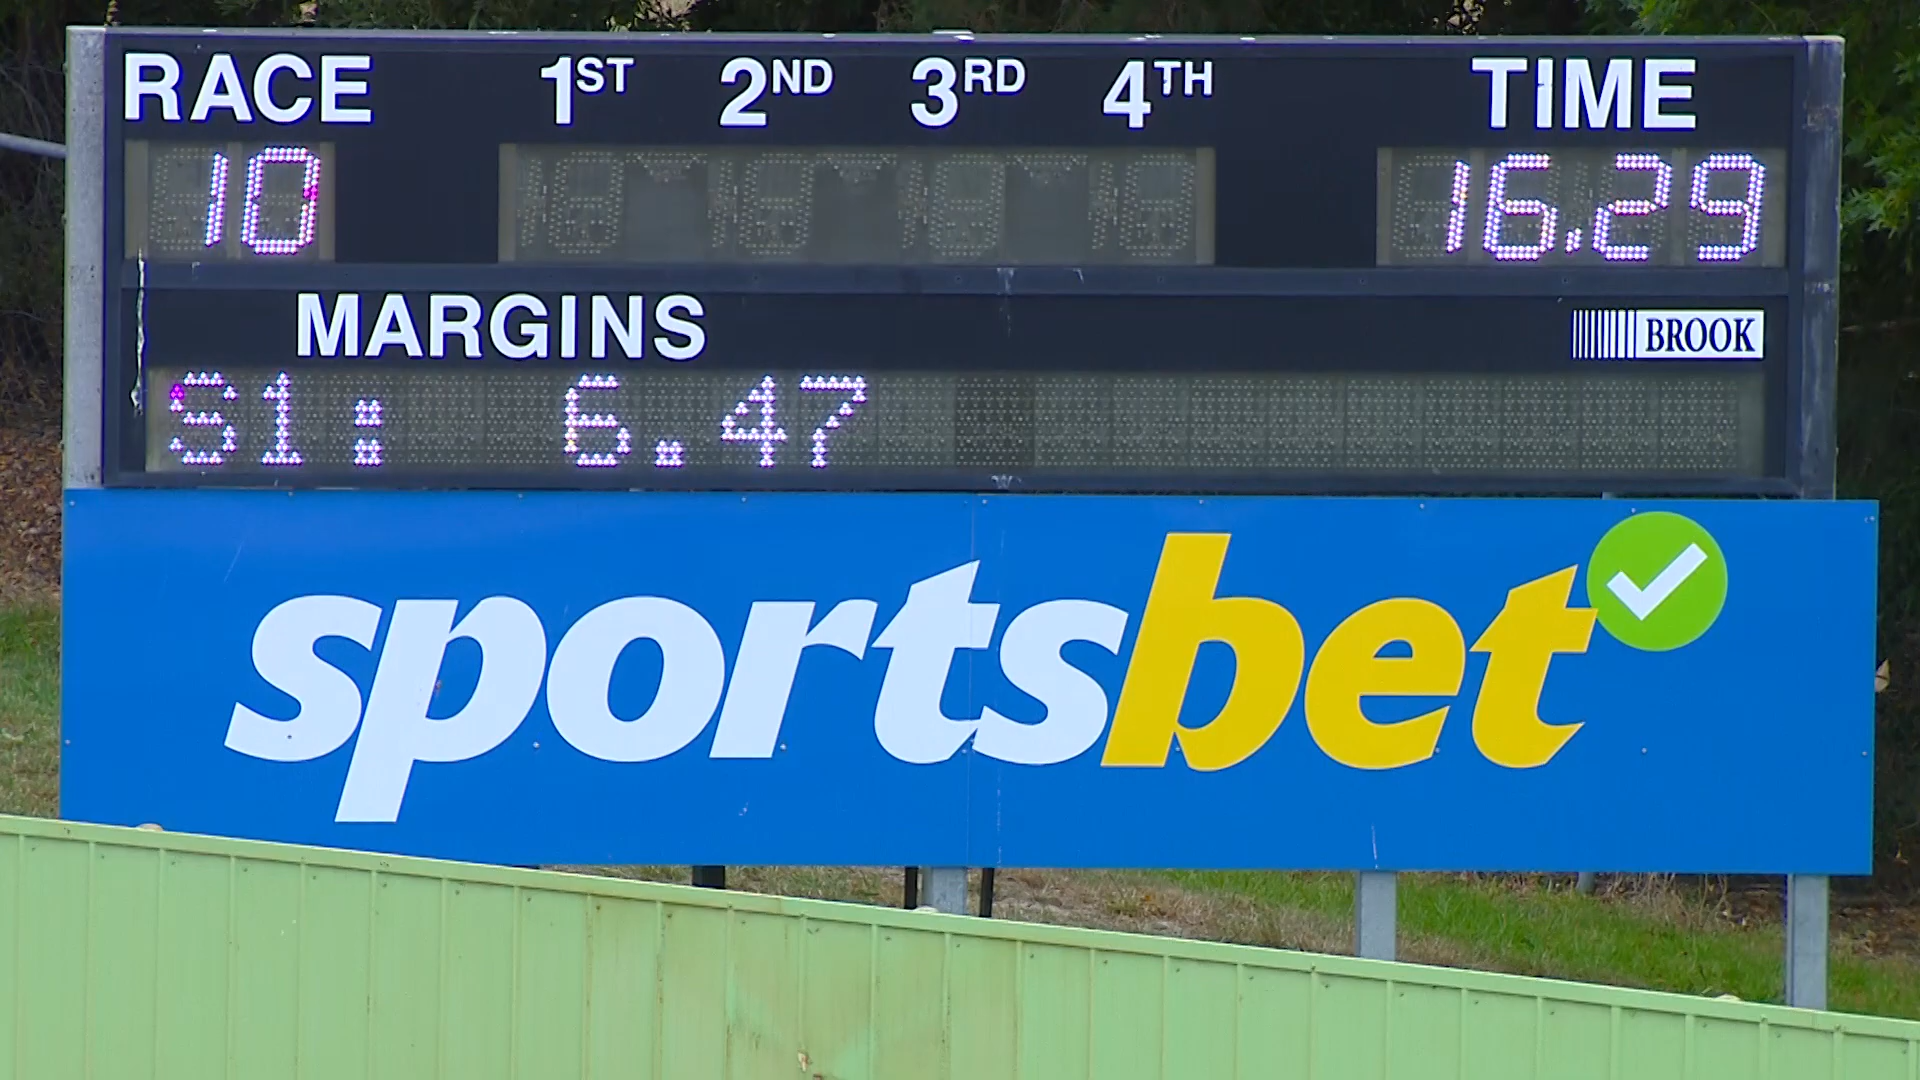 RACE 1ST 2ND 3RD 4TH TIME
10 16.29
MARGINS
BROOK
S1: 6.47
sportsbet